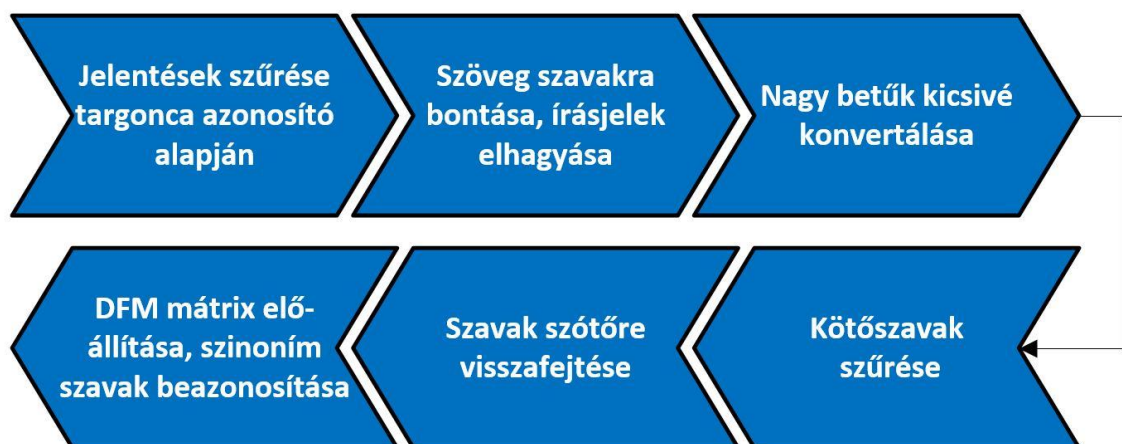 Jelentések szűrése
targonca azonosító
alapján
Szöveg szavakra
bontása, írásjelek
elhagyása
Nagy betűk kicsivé
konvertálása
Kötőszavak
szűrése
Szavak szótőre
visszafejtése
DFM mátrix elő-
állítása, szinoním
szavak beazonosítása